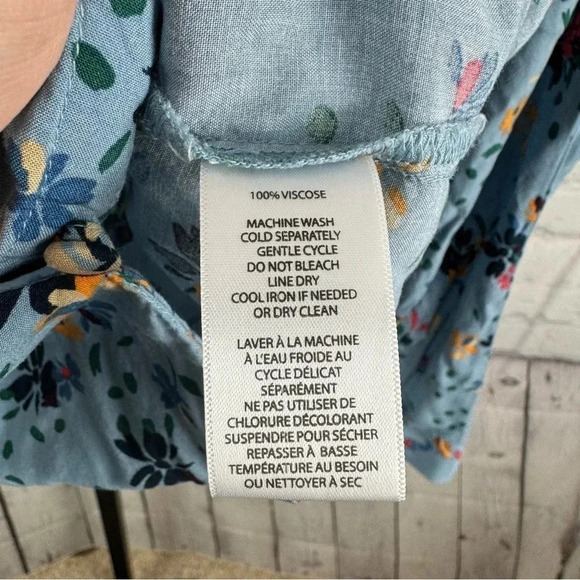 100% VISCOSE
MACHINE WASH
COLD SEPARATELY
GENTLE CYCLE
DO NOT BLEACH
LINE DRY
COOL IRON IF NEEDED
OR DRY CLEAN
LAVER À LA MACHINE
À L'EAU FROIDE AU
CYCLE DÉLICAT
SÉPARÉMENT
NE PAS UTILISER DE
CHLORURE DÉCOLORANT
SUSPENDRE POUR SÉCHER
REPASSER À BASSE
TEMPÉRATURE AU BESOIN
OU NETTOYER À SEC